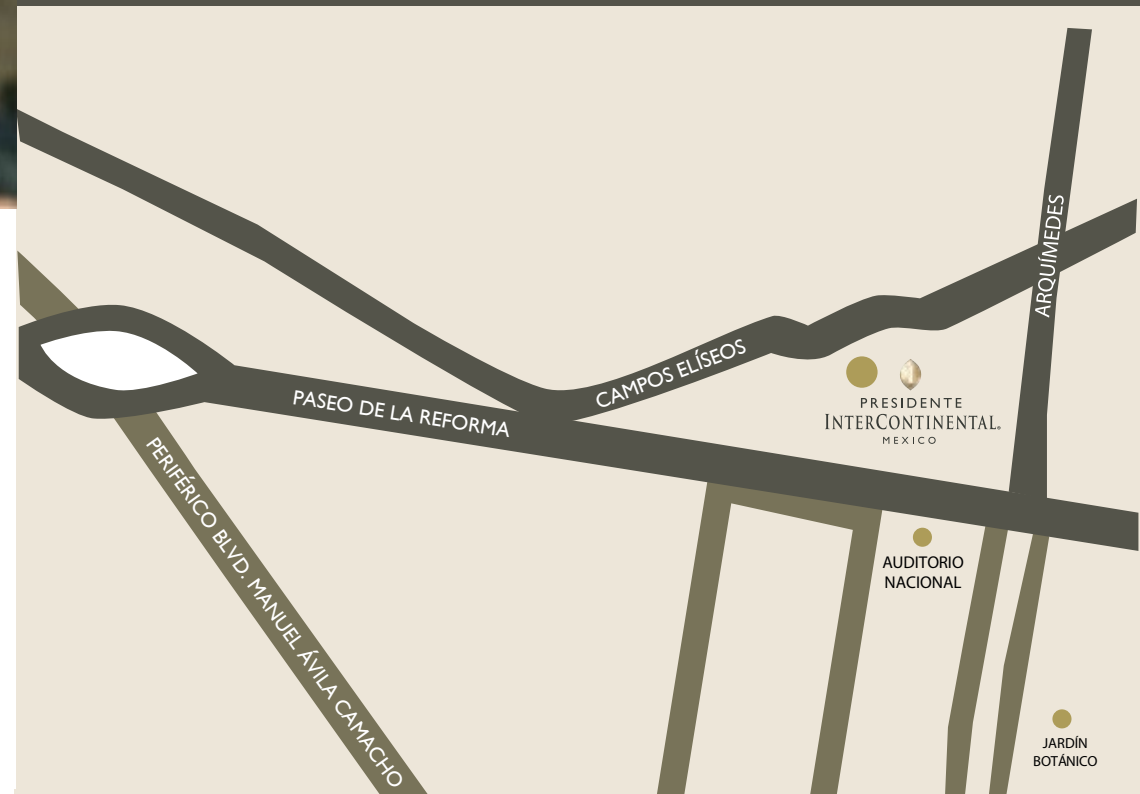 ARQUÍMEDES
CAMPOS ELÍSEOS
PRESIDENTE
INTERCONTINENTAL.
MEXICO
PASEO DE LA REFORMA
PERIFÉRICO BLVD. MANUEL ÁVILA CAMACHO
AUDITORIO
NACIONAL
JARDÍN
BOTÁNICO